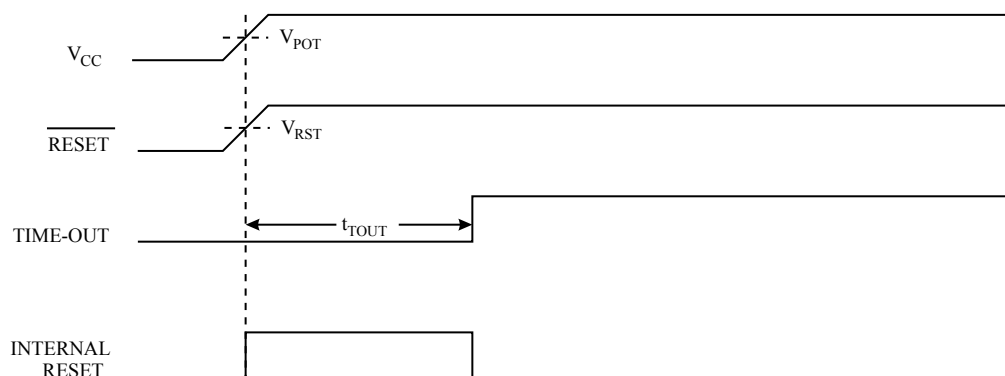 V_CC
V_POT
RESET
V_RST
TIME-OUT
t_TOUT
INTERNAL
RESET